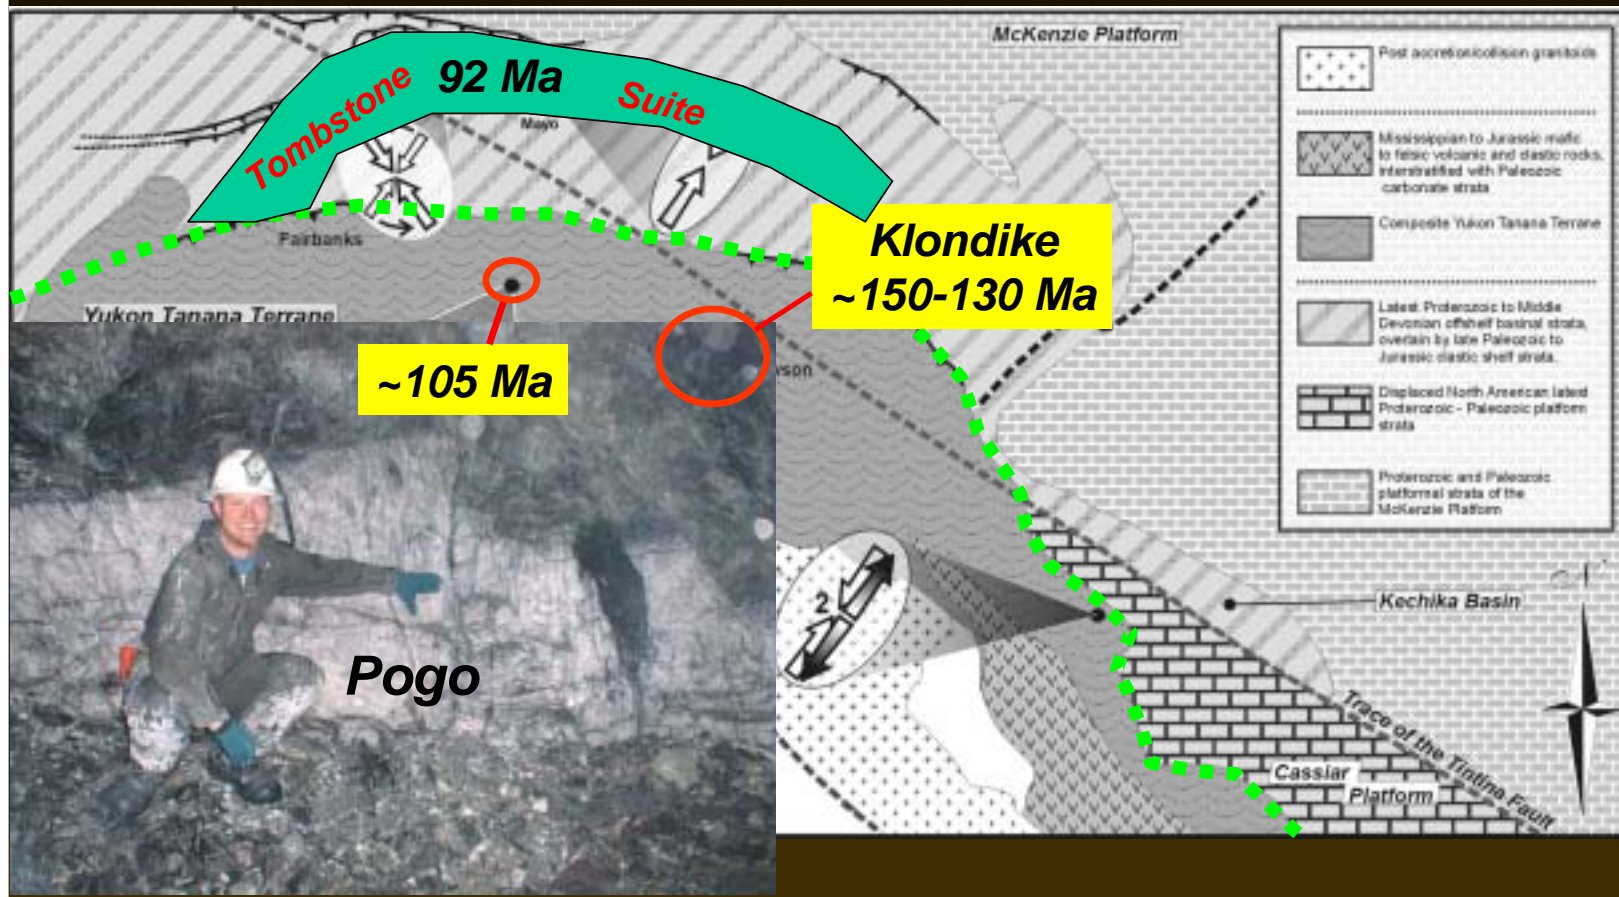 McKenzie Platform
Tombstone 92 Ma Suite
Mayo
Fairbanks
Yukon Tanana Terrane
Klondike
~150-130 Ma
~105 Ma
wson
Pogo
2
Kechika Basin
Trace of the Tintina Fault
Cassiar
Platform
Post accretion/collision granitoids
Mississippian to Jurassic mafic
to felsic volcanic and clastic rocks,
interstratified with Paleozoic
carbonate strata
Composite Yukon Tanana Terrane
Latest Proterozoic to Middle
Devonian offshelf basinal strata,
overlain by late Paleozoic to
Jurassic clastic shelf strata.
Displaced North American latest
Proterozoic - Paleozoic platform
strata
Proterozoic and Paleozoic
platformal strata of the
McKenzie Platform